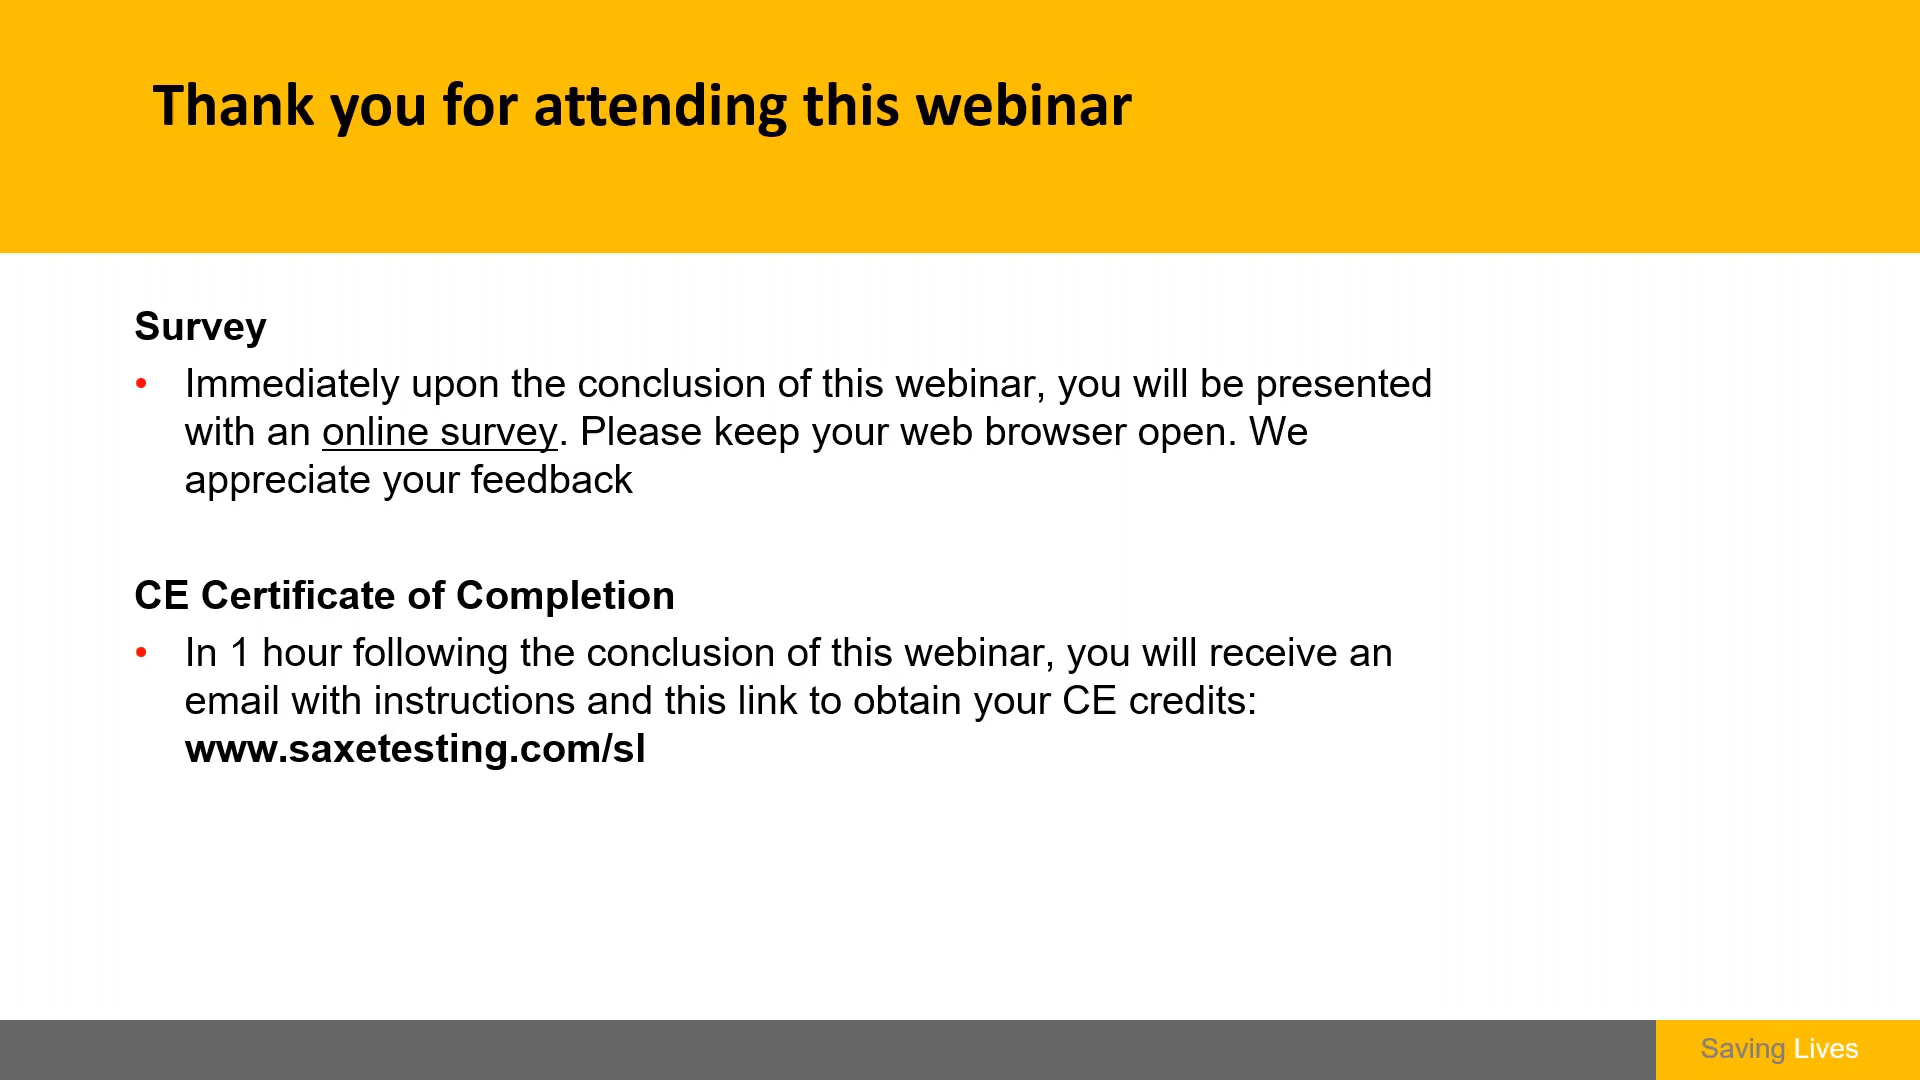 Thank you for attending this webinar
Survey
• Immediately upon the conclusion of this webinar, you will be presented
with an online survey. Please keep your web browser open. We
appreciate your feedback
CE Certificate of Completion
• In 1 hour following the conclusion of this webinar, you will receive an
email with instructions and this link to obtain your CE credits:
www.saxetesting.com/sl
Saving Lives